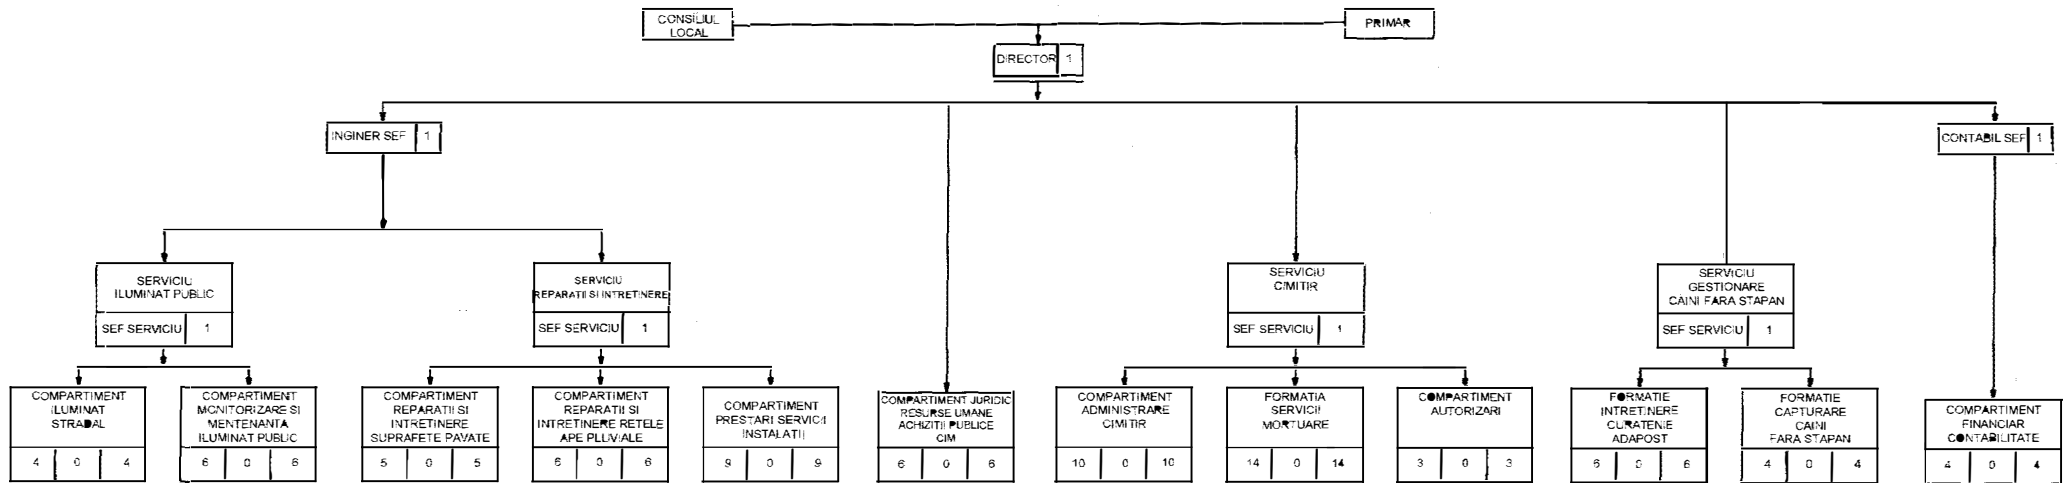 CONSILIUL
LOCAL
PRIMAR
DIRECTOR 1
INGINER SEF 1
CONTABIL SEF 1
SERVICIU
ILUMINAT PUBLIC
SEF SERVICIU 1
SERVICIU
REPARATII SI INTRETINERE
SEF SERVICIU 1
SERVICIU
CIMITIR
SEF SERVICIU 1
SERVICIU
GESTIONARE
CAINI FARA STAPAN
SEF SERVICIU 1
COMPARTIMENT
ILUMINAT
STRADAL
4 0 4
COMPARTIMENT
MONITORIZARE SI
MENTENANTA
ILUMINAT PUBLIC
6 0 6
COMPARTIMENT
REPARATII SI
INTRETINERE
SUPRAFETE PAVATE
5 0 5
COMPARTIMENT
REPARATII SI
INTRETINERE RETELE
APE PLUVIALE
6 0 6
COMPARTIMENT
PRESTARI SERVICII
INSTALATII
9 0 9
COMPARTIMENT JURIDIC
RESURSE UMANE
ACHIZITII PUBLICE
CIM
6 0 6
COMPARTIMENT
ADMINISTRARE
CIMITIR
10 0 10
FORMATIA
SERVICII
MORTUARE
14 0 14
COMPARTIMENT
AUTORIZARI
3 0 3
FORMATIE
INTRETINERE
CURATENIE
ADAPOST
6 0 6
FORMATIE
CAPTURARE
CAINI
FARA STAPAN
4 0 4
COMPARTIMENT
FINANCIAR
CONTABILITATE
4 0 4